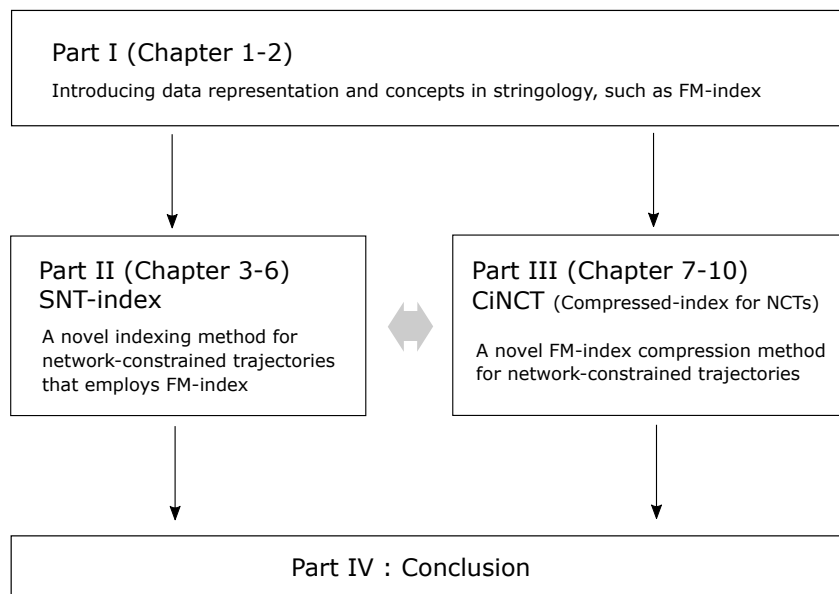 Part I (Chapter 1-2)
Introducing data representation and concepts in stringology, such as FM-index
Part II (Chapter 3-6)
SNT-index
A novel indexing method for
network-constrained trajectories
that employs FM-index
Part III (Chapter 7-10)
CiNCT (Compressed-index for NCTs)
A novel FM-index compression method
for network-constrained trajectories
Part IV : Conclusion